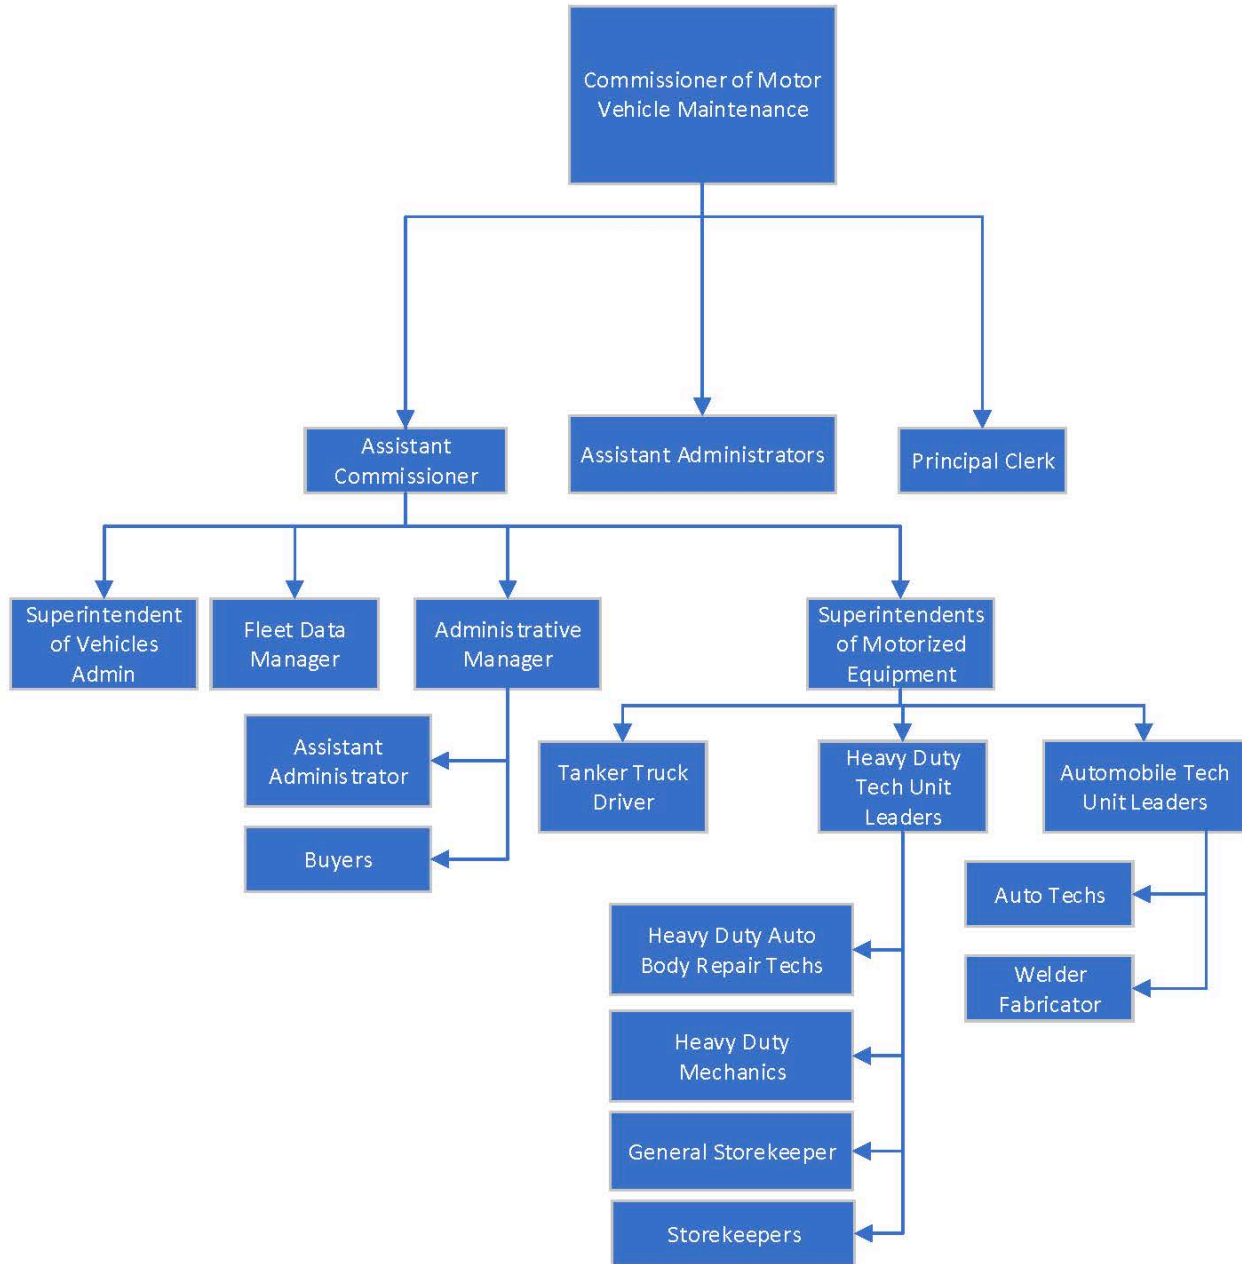 Commissioner of Motor
Vehicle Maintenance
Assistant
Commissioner
Assistant Administrators
Principal Clerk
Superintendent
of Vehicles
Admin
Fleet Data
Manager
Administrative
Manager
Superintendents
of Motorized
Equipment
Assistant
Administrator
Buyers
Tanker Truck
Driver
Heavy Duty
Tech Unit
Leaders
Automobile Tech
Unit Leaders
Heavy Duty Auto
Body Repair Techs
Heavy Duty
Mechanics
General Storekeeper
Storekeepers
Auto Techs
Welder
Fabricator